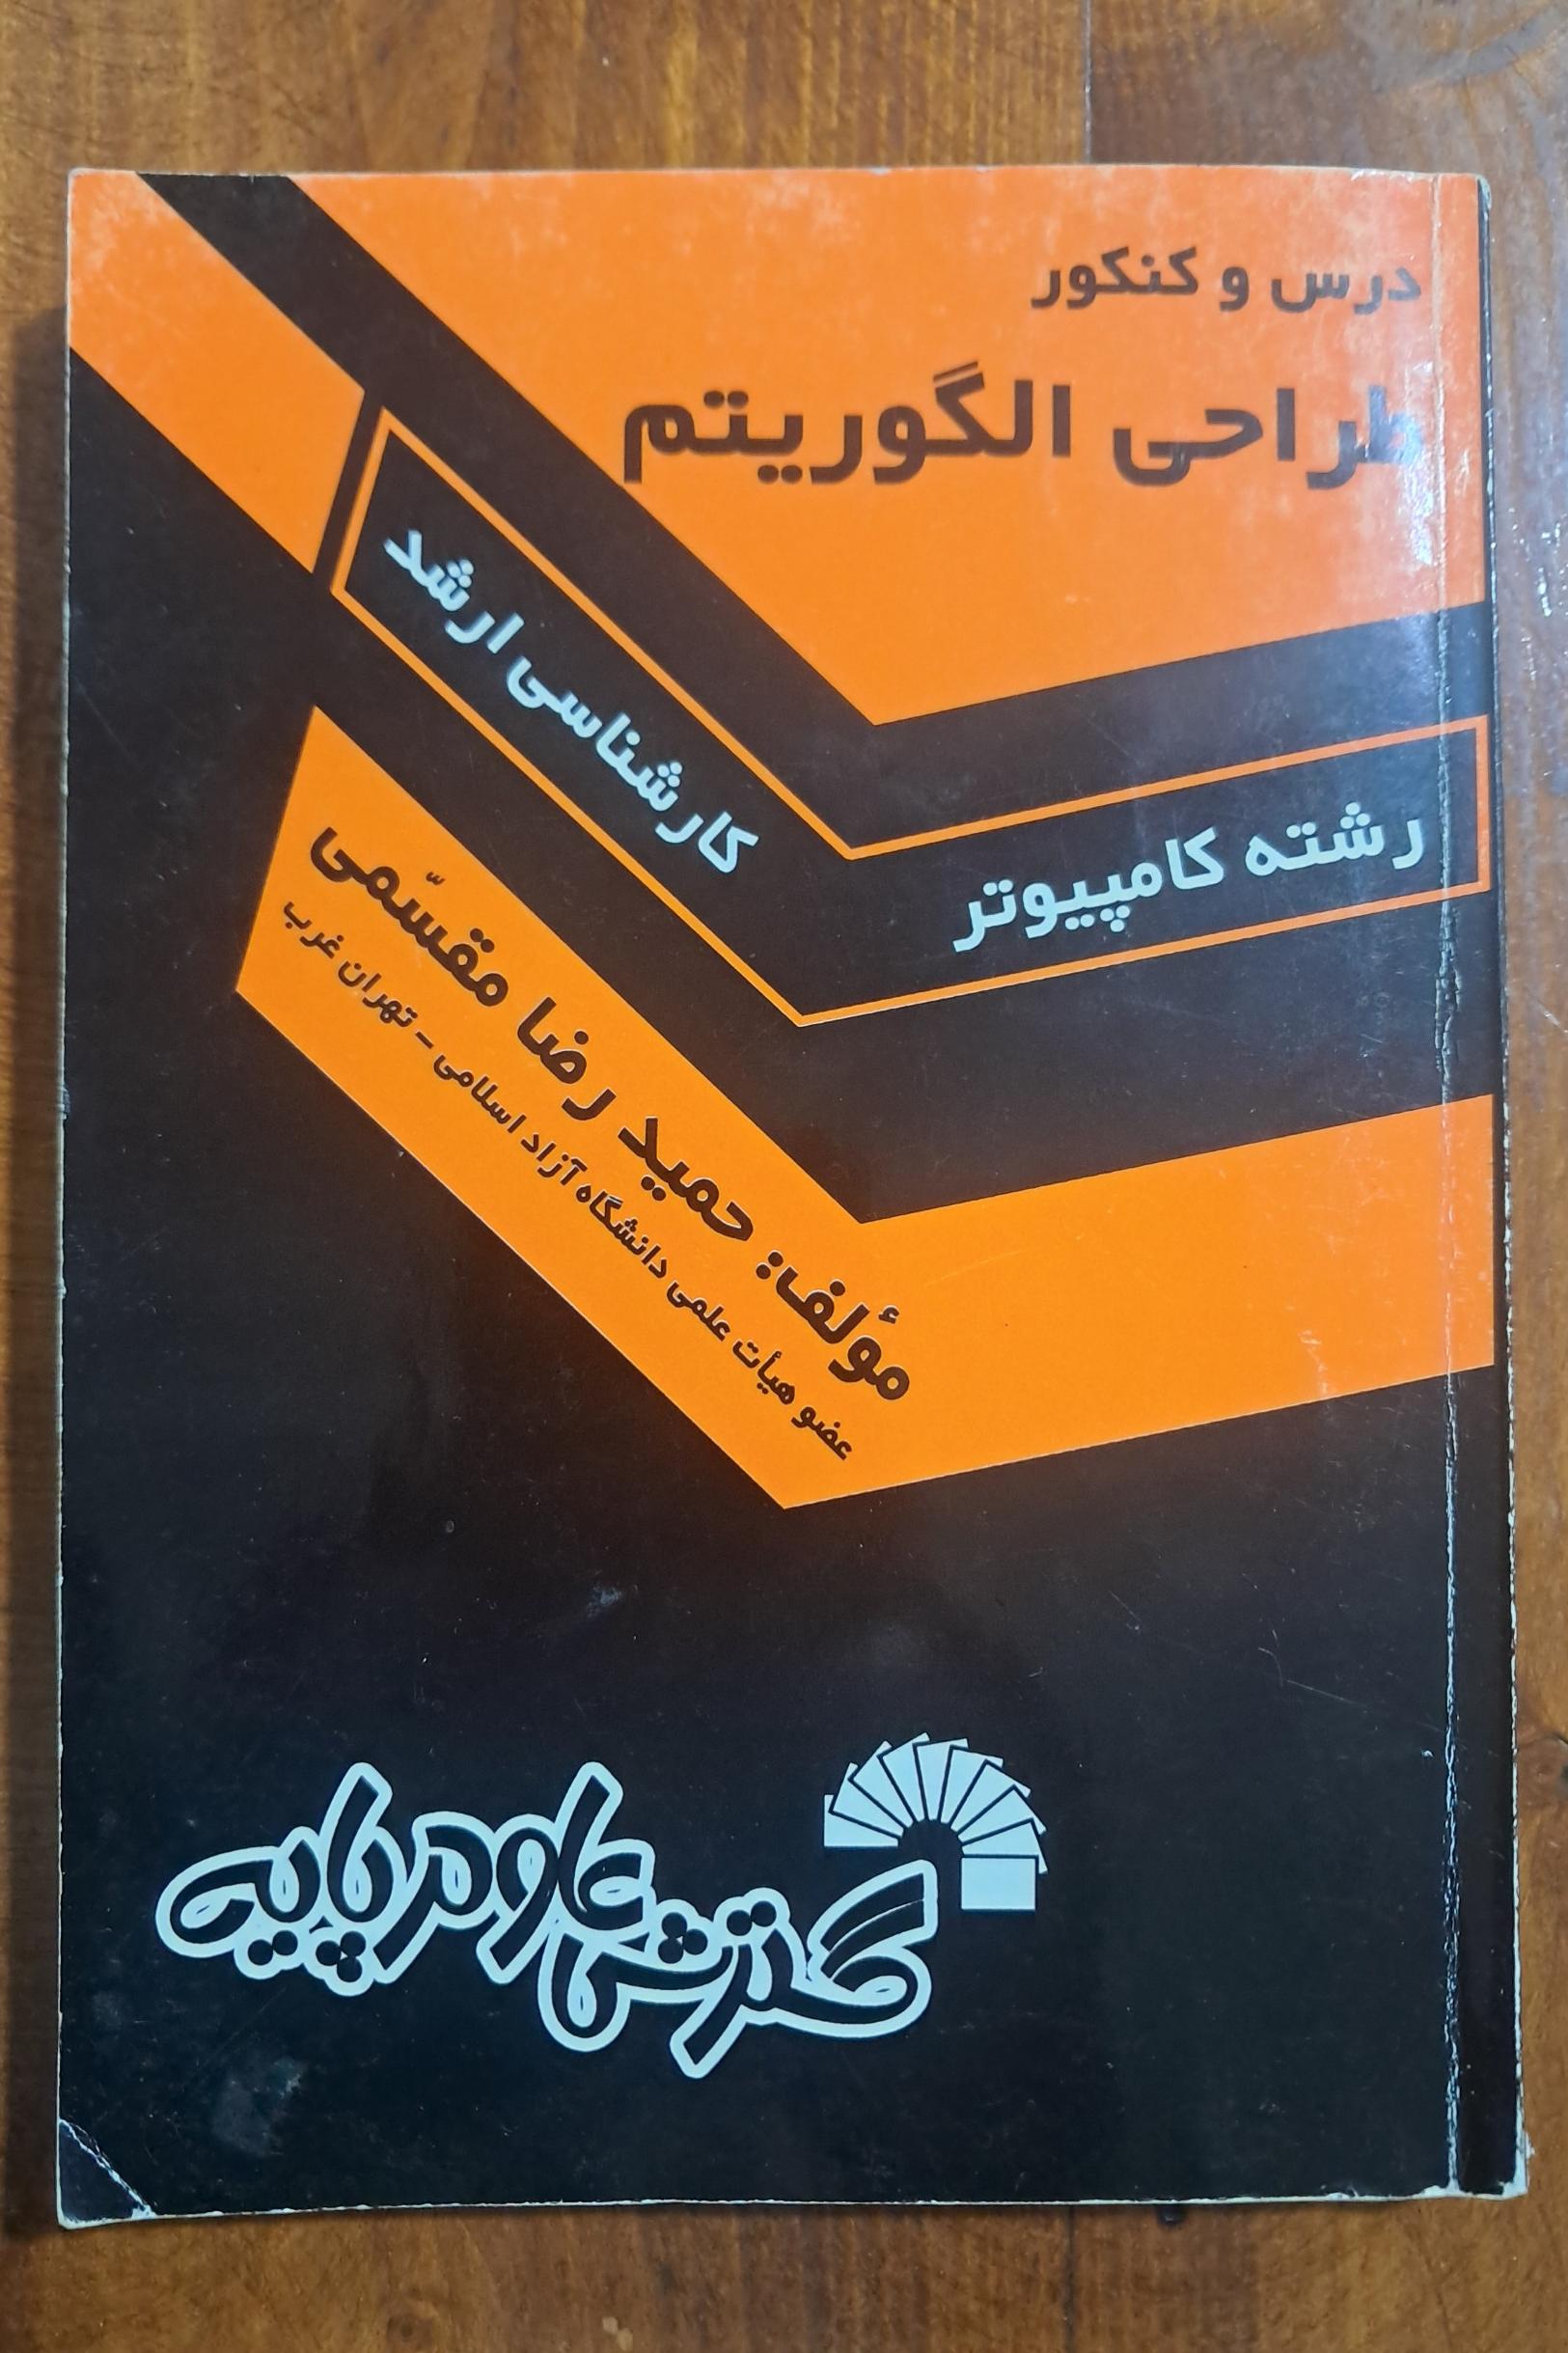 درس و کنکور
طراحی الگوریتم
رشته کامپیوتر
کارشناسی ارشد
مؤلف: حمید رضا مقسّمی
عضو هیأت علمی دانشگاه آزاد اسلامی - تهران غرب
گسترش علوم پایه